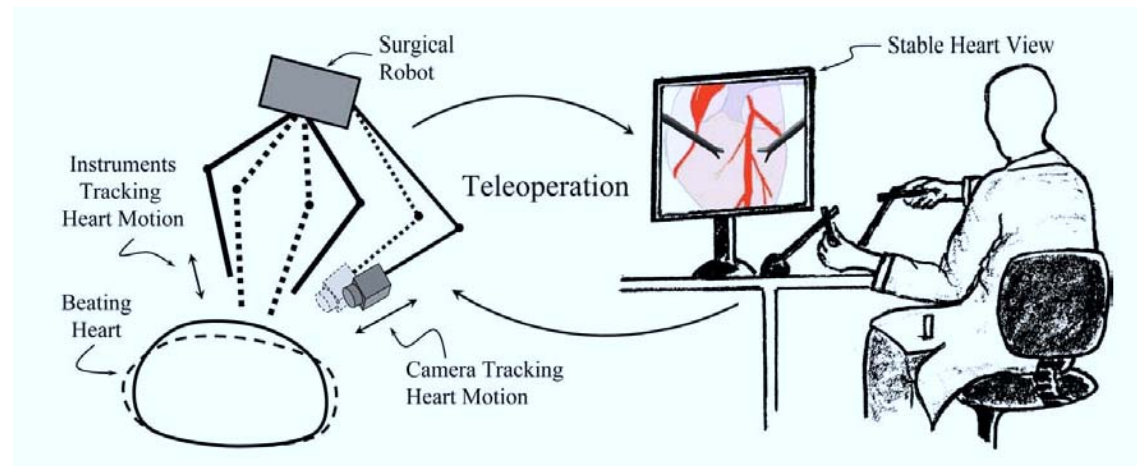 Surgical
Robot
Stable Heart View
Instruments
Tracking
Heart Motion
Teleoperation
Beating
Heart
Camera Tracking
Heart Motion